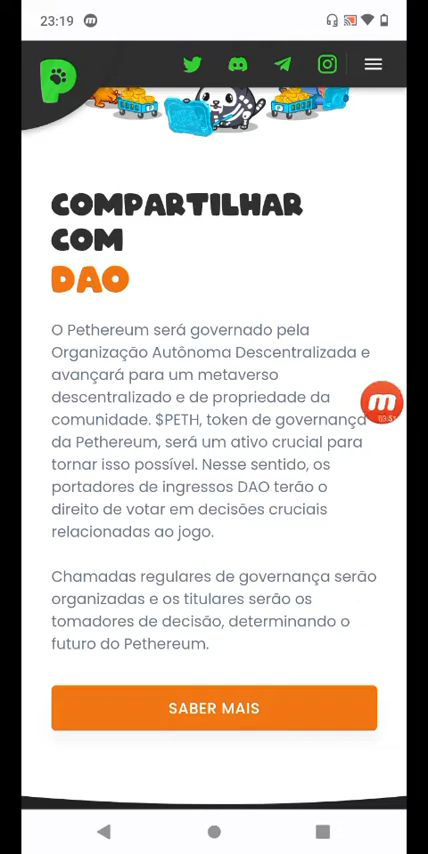 23:19
COMPARTILHAR
COM
DAO
O Pethereum será governado pela
Organização Autônoma Descentralizada e
avançará para um metaverso
descentralizado e de propriedade da
comunidade. $PETH, token de governança
da Pethereum, será um ativo crucial para
tornar isso possível. Nesse sentido, os
portadores de ingressos DAO terão o
direito de votar em decisões cruciais
relacionadas ao jogo.
Chamadas regulares de governança serão
organizadas e os titulares serão os
tomadores de decisão, determinando o
futuro do Pethereum.
SABER MAIS